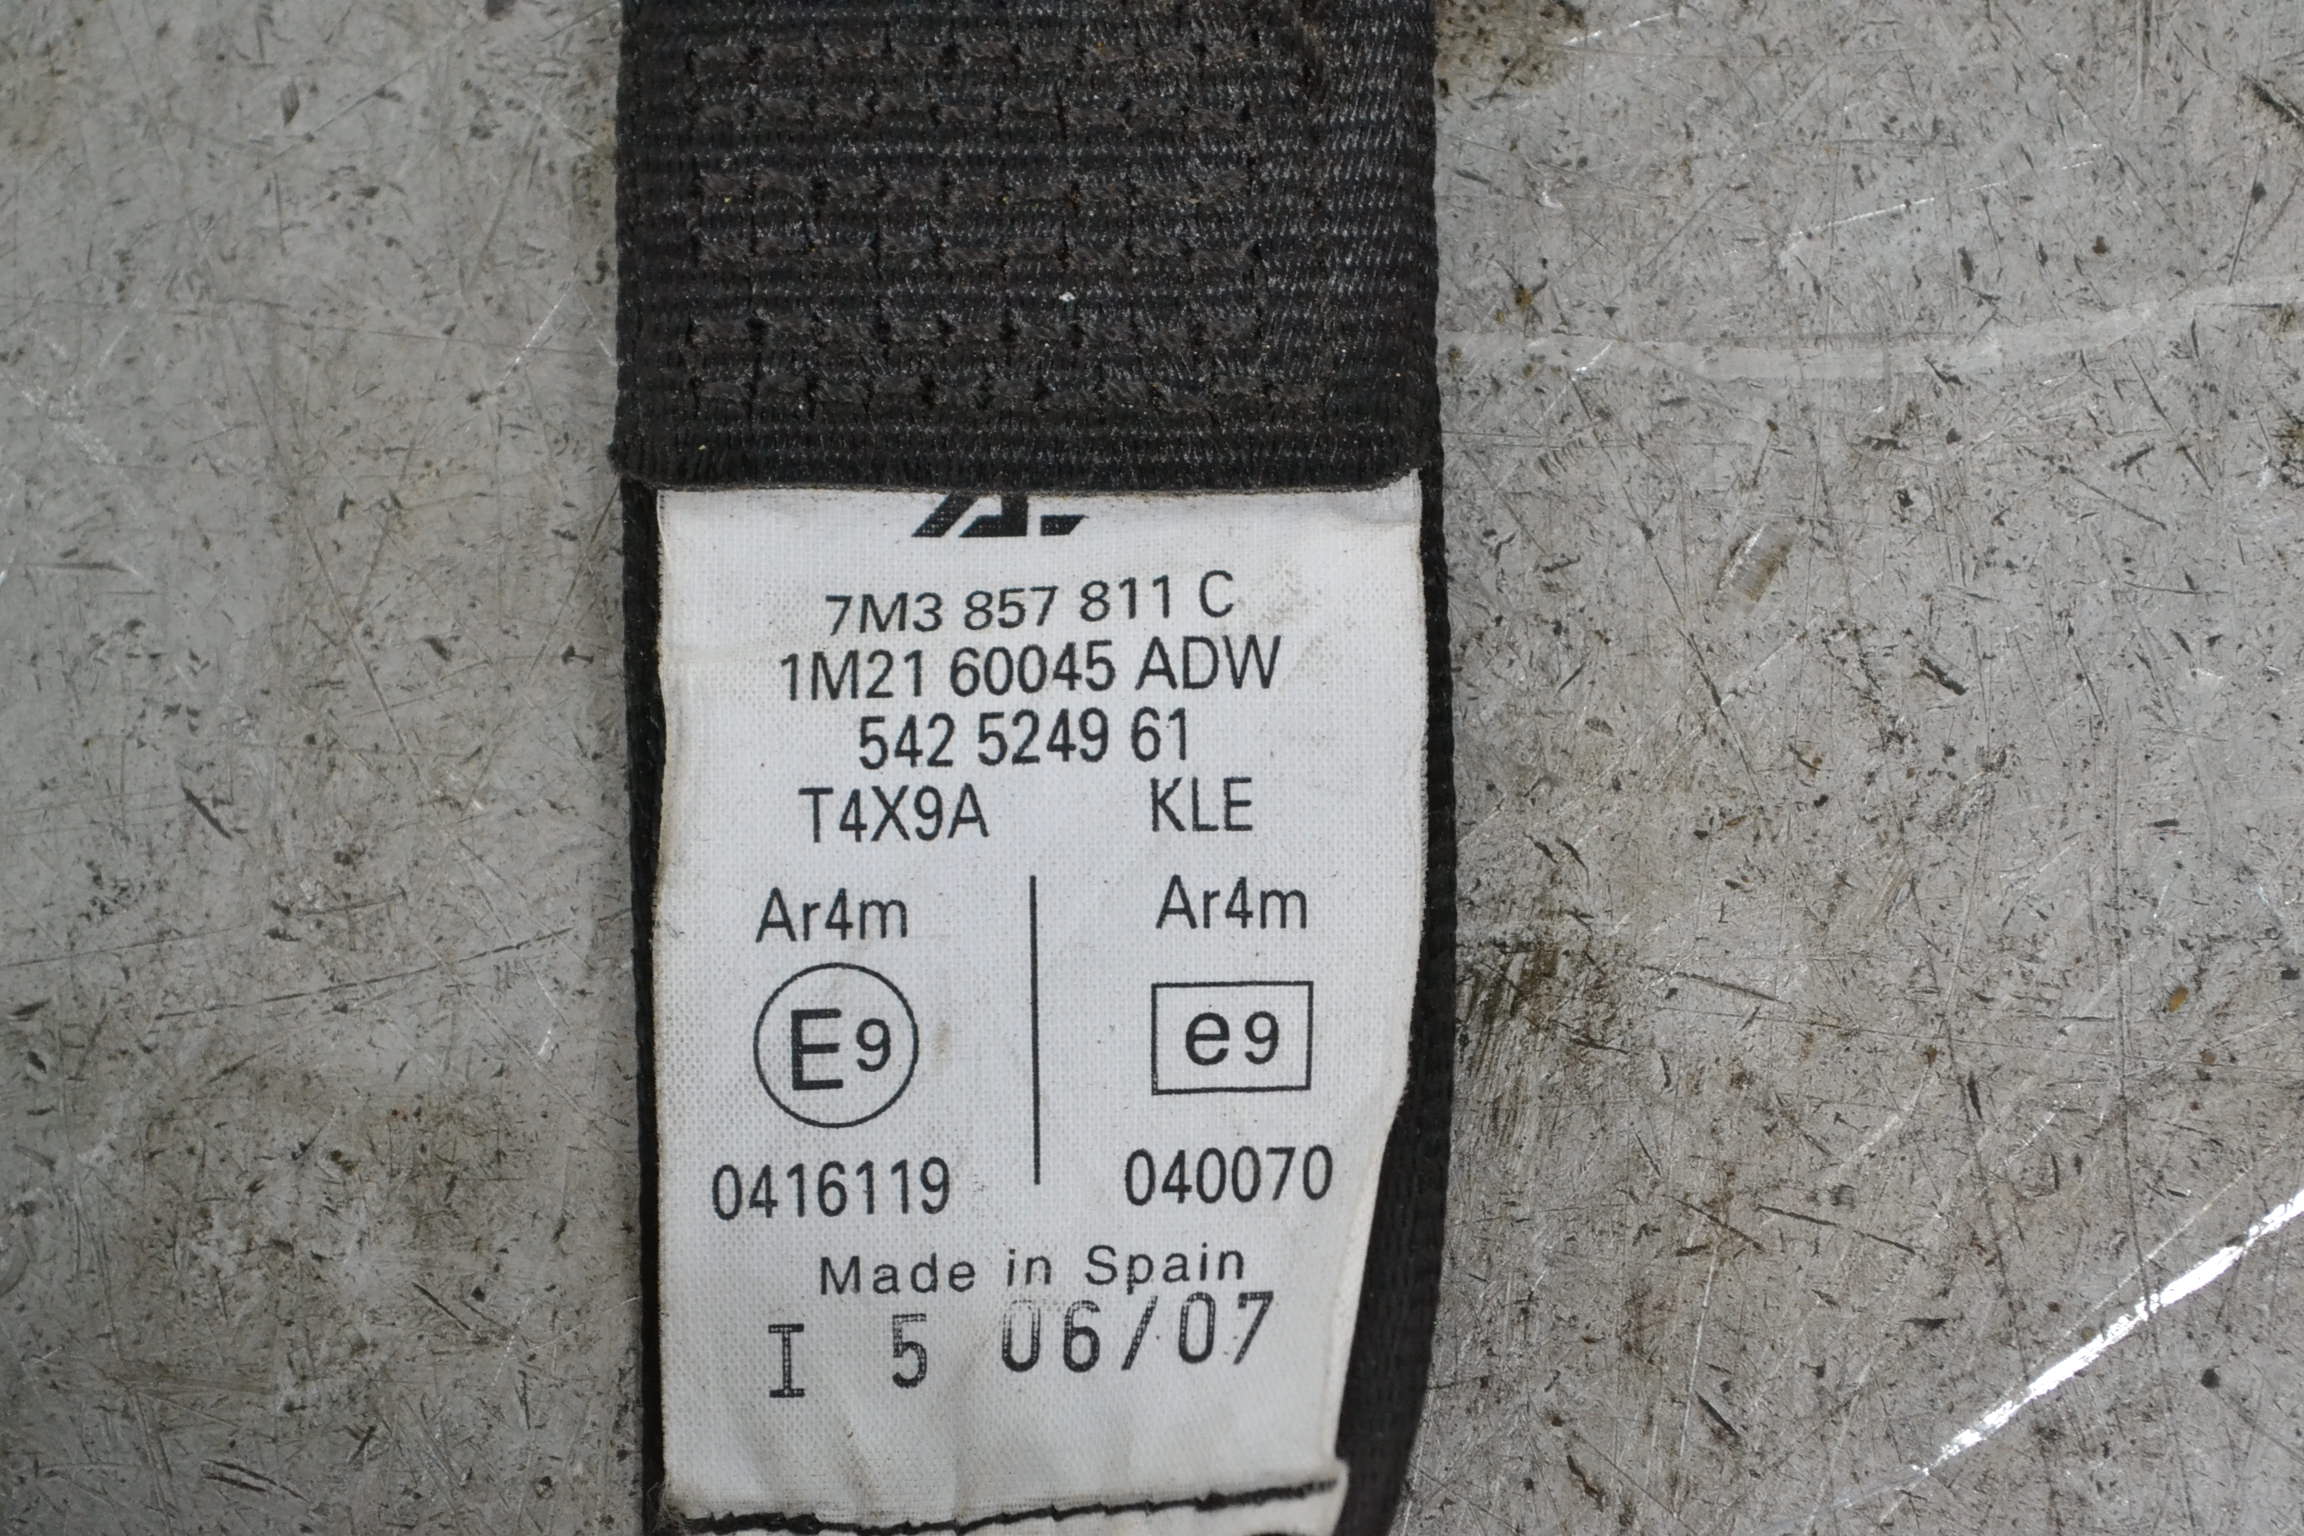 7M3 857 811 C
1M21 60045 ADW
542 5249 61
T4X9A KLE
Ar4m Ar4m
E9 e9
0416119 040070
Made in Spain
I 5 06/07